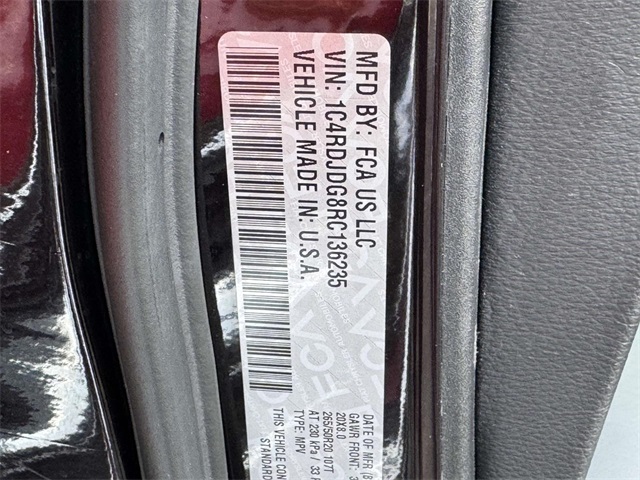 MFD BY: FCA US LLC
VIN: 1C4RDJDG8RC136235
VEHICLE MADE IN: U.S.A.
DATE OF MFR
GAWR FRONT:
20X8.0
265/50R20 107T
AT 230 kPa / 33
TYPE: MPV
THIS VEHICLE
STANDARD